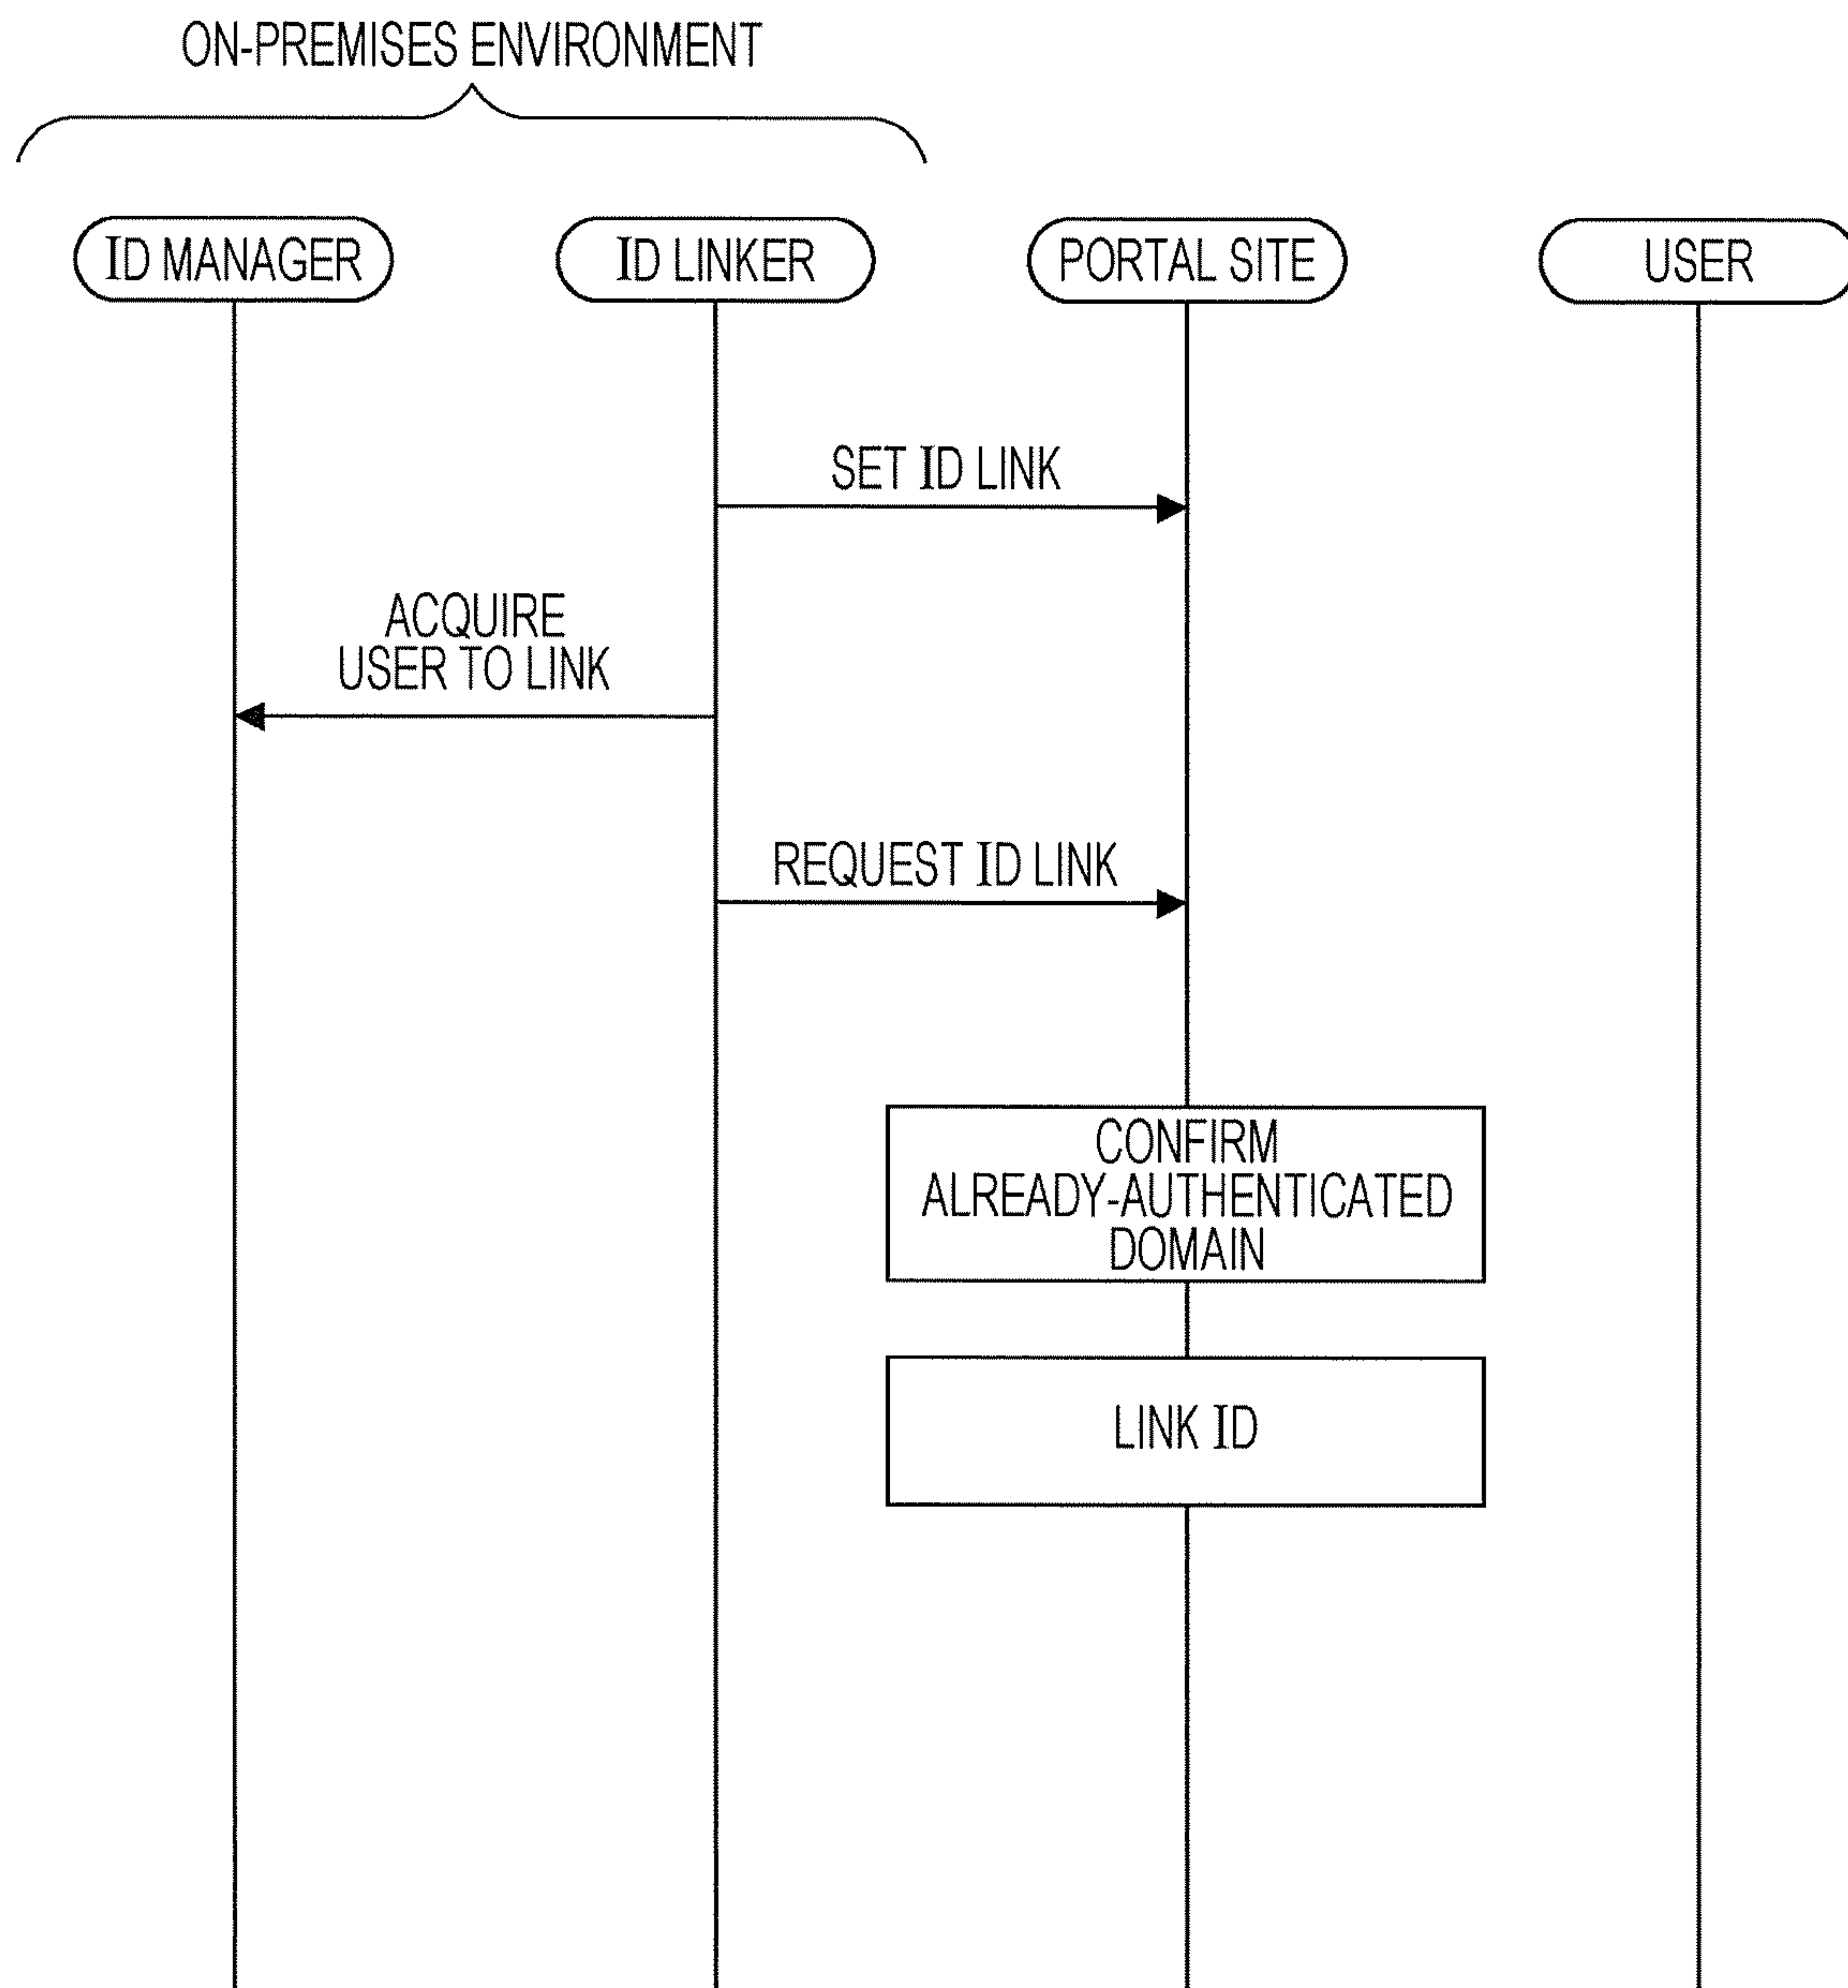 ON-PREMISES ENVIRONMENT
ID MANAGER
ID LINKER
PORTAL SITE
USER
SET ID LINK
ACQUIRE
USER TO LINK
REQUEST ID LINK
CONFIRM
ALREADY-AUTHENTICATED
DOMAIN
LINK ID